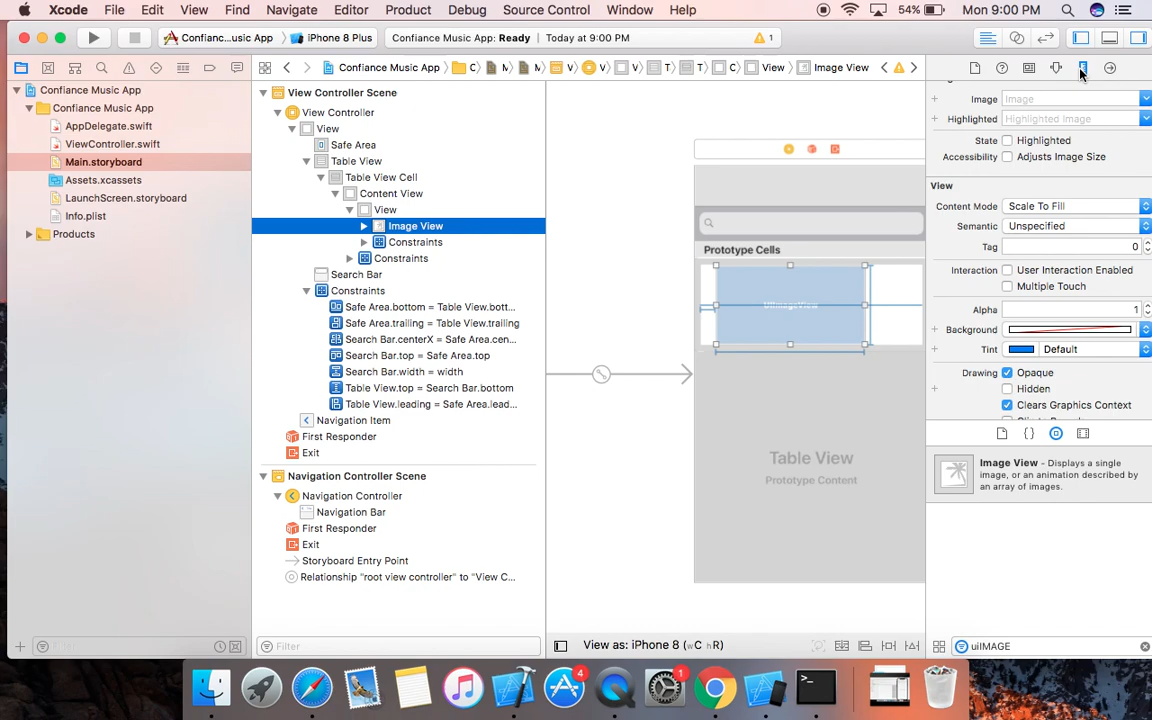 Xcode File Edit View Find Navigate Editor Product Debug Source Control Window Help 54% Mon 9:00 PM
Confianc...usic App iPhone 8 Plus Confiance Music App: Ready Today at 9:00 PM 1
Confiance Music App C M M V V T T C View Image View
Confiance Music App
Confiance Music App
AppDelegate.swift
ViewController.swift
Main.storyboard
Assets.xcassets
LaunchScreen.storyboard
Info.plist
Products
View Controller Scene
View Controller
View
Safe Area
Table View
Table View Cell
Content View
View
Image View
Constraints
Constraints
Search Bar
Constraints
Safe Area.bottom = Table View.bott...
Safe Area.trailing = Table View.trailing
Search Bar.centerX = Safe Area.cen...
Search Bar.top = Safe Area.top
Search Bar.width = width
Table View.top = Search Bar.bottom
Table View.leading = Safe Area.lead...
Navigation Item
First Responder
Exit
Navigation Controller Scene
Navigation Controller
Navigation Bar
First Responder
Exit
Storyboard Entry Point
Relationship "root view controller" to "View C...
Filter
Prototype Cells
UIImageView
Table View
Prototype Content
View as: iPhone 8 (wC hR)
Image Image
Highlighted Highlighted Image
State Highlighted
Accessibility Adjusts Image Size
View
Content Mode Scale To Fill
Semantic Unspecified
Tag 0
Interaction User Interaction Enabled
Multiple Touch
Alpha 1
Background
Tint Default
Drawing Opaque
Hidden
Clears Graphics Context
Image View - Displays a single
image, or an animation described by
an array of images.
uiIMAGE
4
1